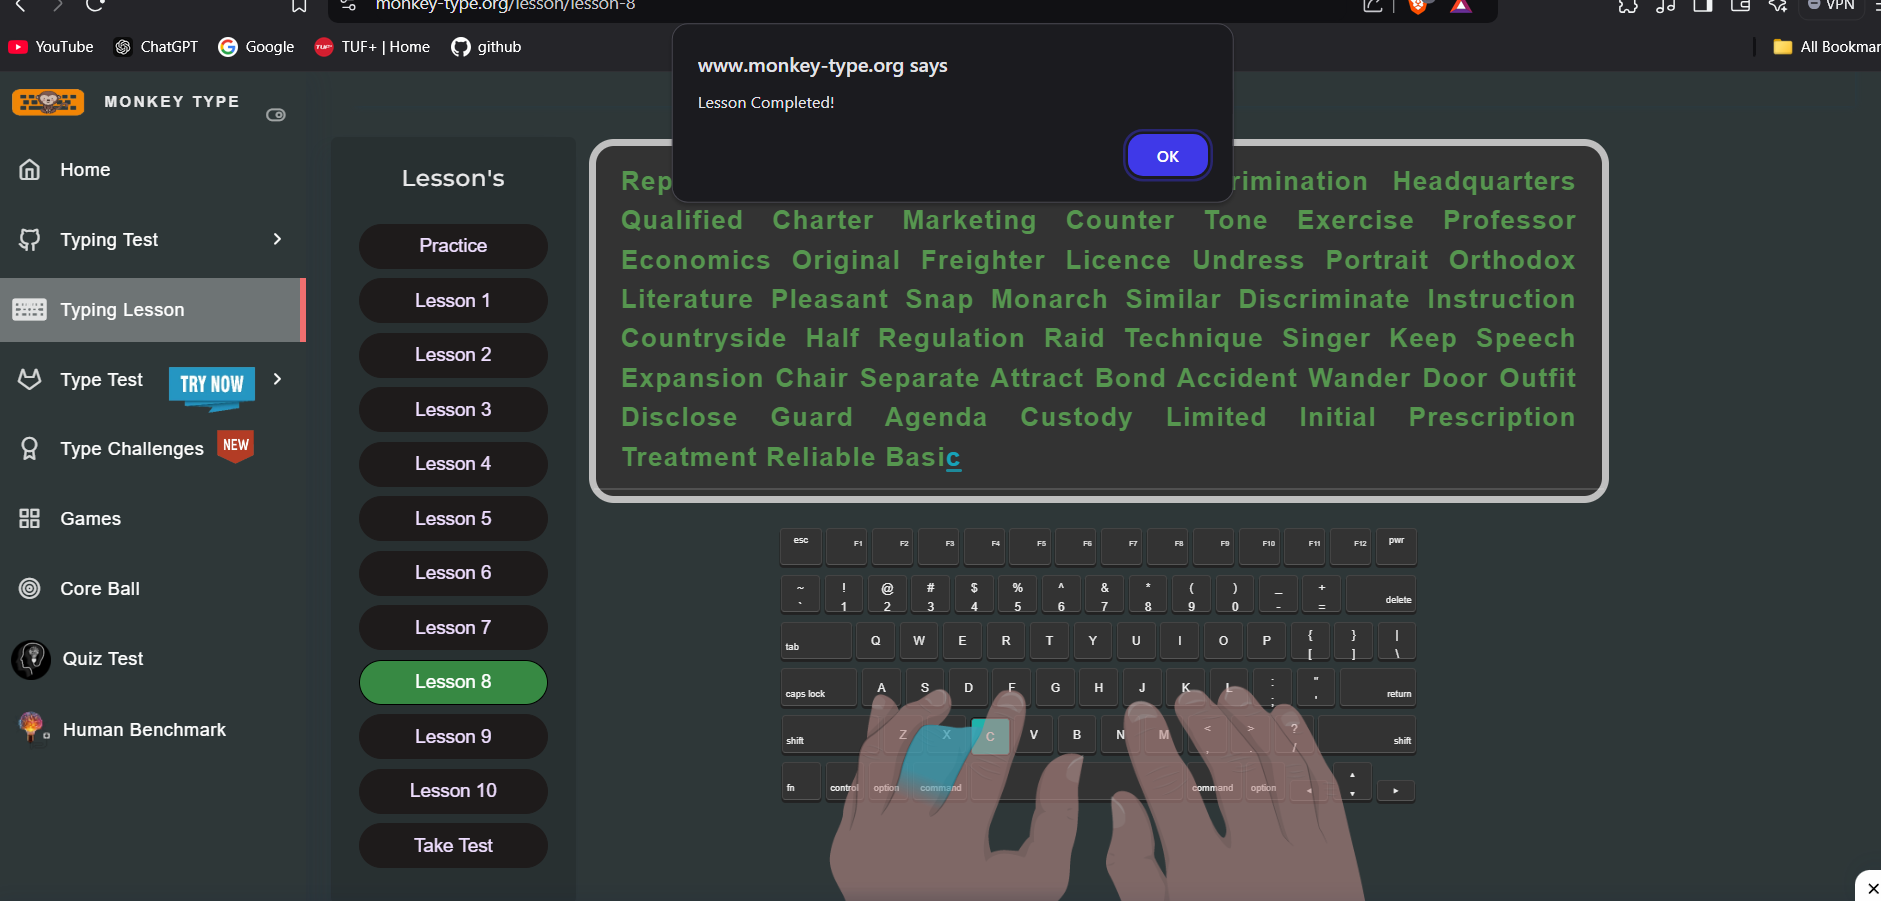 monkey-type.org/lesson/lesson-8
VPN
YouTube
ChatGPT
Google
TUF+ | Home
github
All Bookmar
www.monkey-type.org says
Lesson Completed!
OK
MONKEY TYPE
Home
Typing Test
Typing Lesson
Type Test
TRY NOW
Type Challenges
NEW
Games
Core Ball
Quiz Test
Human Benchmark
Lesson's
Practice
Lesson 1
Lesson 2
Lesson 3
Lesson 4
Lesson 5
Lesson 6
Lesson 7
Lesson 8
Lesson 9
Lesson 10
Take Test
Rep rimination Headquarters
Qualified Charter Marketing Counter Tone Exercise Professor
Economics Original Freighter Licence Undress Portrait Orthodox
Literature Pleasant Snap Monarch Similar Discriminate Instruction
Countryside Half Regulation Raid Technique Singer Keep Speech
Expansion Chair Separate Attract Bond Accident Wander Door Outfit
Disclose Guard Agenda Custody Limited Initial Prescription
Treatment Reliable Basic
esc F1 F2 F3 F4 F5 F6 F7 F8 F9 F10 F11 F12 pwr
~ ! @ # $ % ^ & * ( ) _ +
` 1 2 3 4 5 6 7 8 9 0 - = delete
tab Q W E R T Y U I O P { } |
[ ] \
caps lock A S D F G H J K L : "
; ' return
shift Z X C V B N M < > ?
, . / shift
fn control option command command option